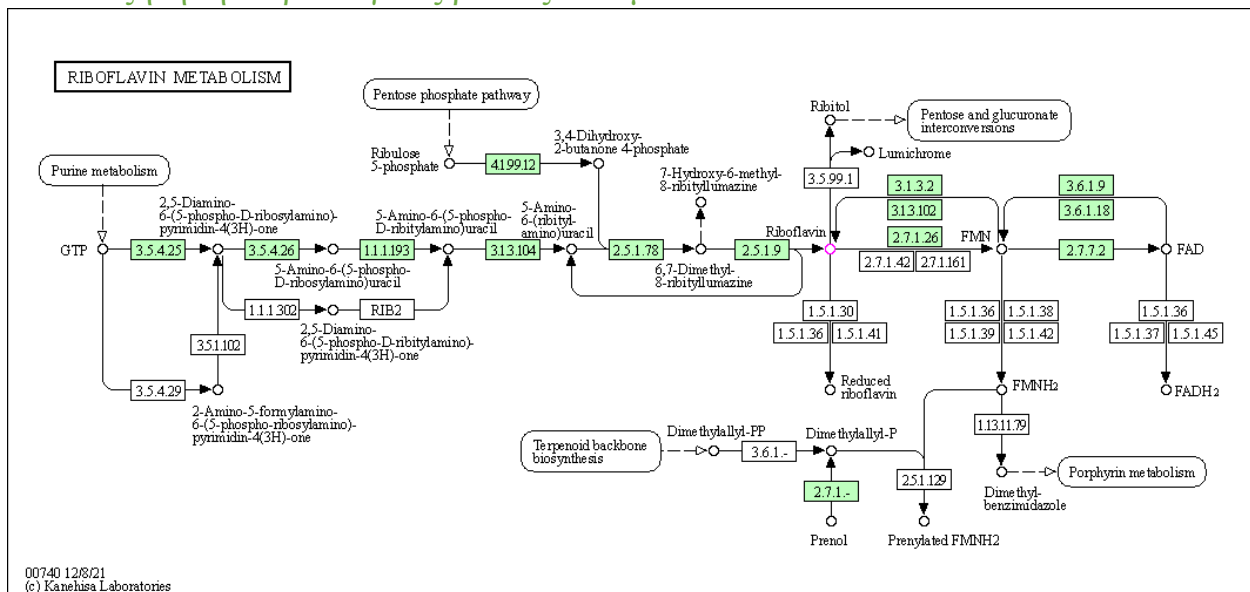 RIBOFLAVIN METABOLISM
Pentose phosphate pathway
Ribulose
5-phosphate
4.1.99.12
3,4-Dihydroxy-
2-butanone 4-phosphate
Ribitol
Pentose and glucuronate
interconversions
Lumichrome
3.5.99.1
Purine metabolism
7-Hydroxy-6-methyl-
8-ribityllumazine
3.1.3.2
3.1.3.102
2.7.1.26
3.6.1.9
3.6.1.18
GTP
3.5.4.25
2,5-Diamino-
6-(5-phospho-D-ribosylamino)-
pyrimidin-4(3H)-one
3.5.4.26
5-Amino-6-(5-phospho-
D-ribosylamino)uracil
1.1.1.193
5-Amino-6-(5-phospho-
D-ribitylamino)uracil
3.1.3.104
5-Amino-
6-(ribityl-
amino)uracil
2.5.1.78
6,7-Dimethyl-
8-ribityllumazine
2.5.1.9
Riboflavin
2.7.1.42
2.7.1.161
FMN
2.7.7.2
FAD
1.1.1.302
2,5-Diamino-
6-(5-phospho-D-ribitylamino)-
pyrimidin-4(3H)-one
RIB2
3.5.1.102
3.5.4.29
2-Amino-5-formylamino-
6-(5-phospho-ribosylamino)-
pyrimidin-4(3H)-one
1.5.1.30
1.5.1.36
1.5.1.41
1.5.1.36
1.5.1.38
1.5.1.39
1.5.1.42
1.5.1.36
1.5.1.37
1.5.1.45
Reduced
riboflavin
FMNH2
FADH2
Terpenoid backbone
biosynthesis
Dimethylallyl-PP
3.6.1.-
Dimethylallyl-P
1.13.11.79
2.7.1.-
2.5.1.129
Dimethyl-
benzimidazole
Porphyrin metabolism
Prenol
Prenylated FMNH2
00740 12/8/21
(c) Kanehisa Laboratories